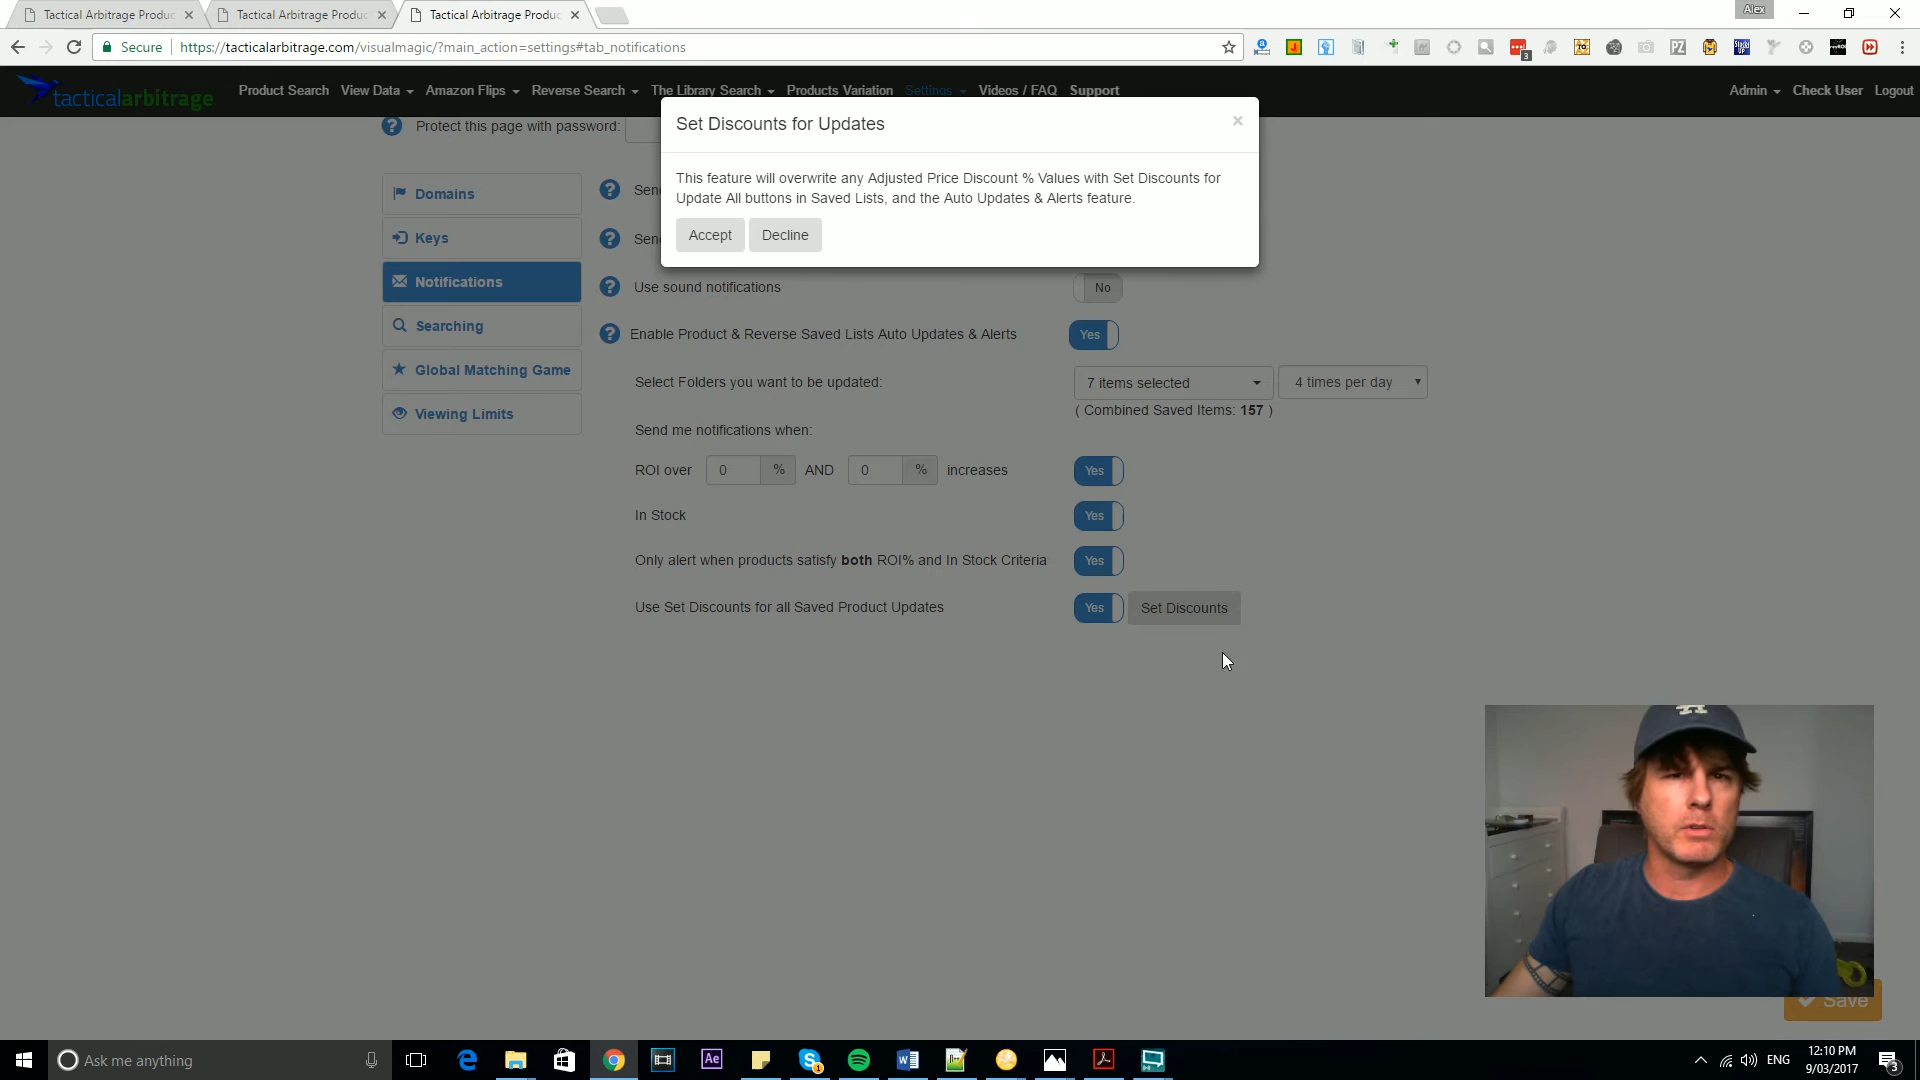 Tactical Arbitrage Produc
Tactical Arbitrage Produc
Tactical Arbitrage Produc
Alex
Secure
https://tacticalarbitrage.com/visualmagic/?main_action=settings#tab_notifications
3
tacticalarbitrage
Product Search
View Data
Amazon Flips
Reverse Search
The Library Search
Products Variation
Settings
Videos / FAQ
Support
Admin
Check User
Logout
Protect this page with password:
Set Discounts for Updates
×
This feature will overwrite any Adjusted Price Discount % Values with Set Discounts for
Update All buttons in Saved Lists, and the Auto Updates & Alerts feature.
Accept
Decline
Domains
Keys
Notifications
Searching
Global Matching Game
Viewing Limits
Use sound notifications
No
Enable Product & Reverse Saved Lists Auto Updates & Alerts
Yes
Select Folders you want to be updated:
7 items selected
4 times per day
( Combined Saved Items: 157 )
Send me notifications when:
ROI over 0 % AND 0 % increases
Yes
In Stock
Yes
Only alert when products satisfy both ROI% and In Stock Criteria
Yes
Use Set Discounts for all Saved Product Updates
Yes
Set Discounts
Save
Ask me anything
Ae
ENG
12:10 PM
9/03/2017
3